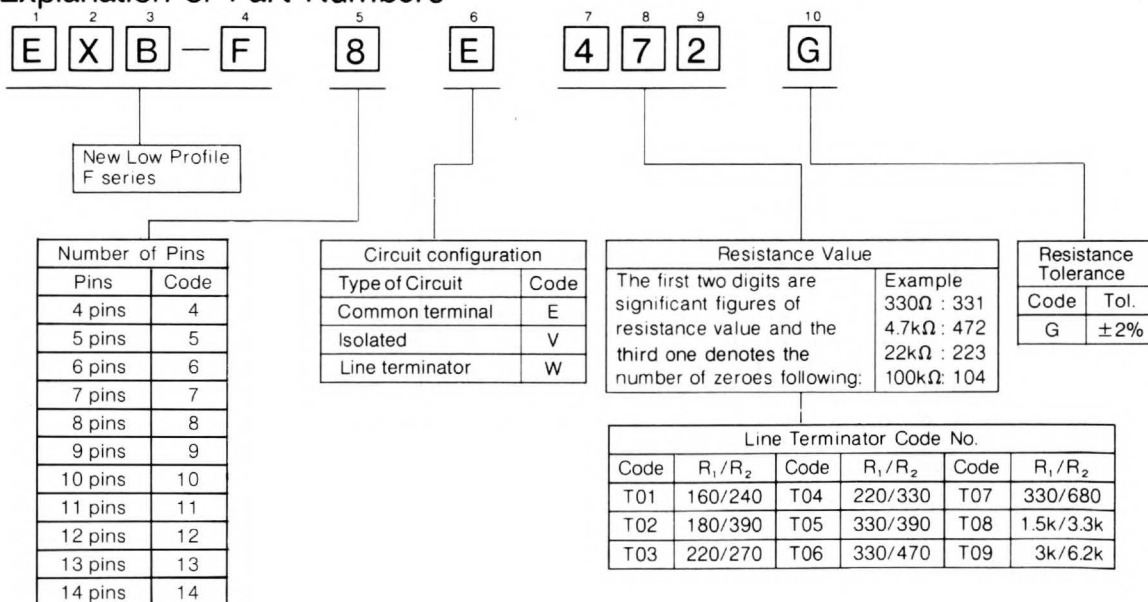 Explanation of Part Numbers
1 2 3 4 5 6 7 8 9 10
E X B – F 8 E 4 7 2 G
New Low Profile
F series
Number of Pins
Pins Code
4 pins 4
5 pins 5
6 pins 6
7 pins 7
8 pins 8
9 pins 9
10 pins 10
11 pins 11
12 pins 12
13 pins 13
14 pins 14
Circuit configuration
Type of Circuit Code
Common terminal E
Isolated V
Line terminator W
Resistance Value
The first two digits are
significant figures of
resistance value and the
third one denotes the
number of zeroes following:
Example
330Ω : 331
4.7kΩ : 472
22kΩ : 223
100kΩ: 104
Resistance
Tolerance
Code Tol.
G ±2%
Line Terminator Code No.
Code R₁/R₂ Code R₁/R₂ Code R₁/R₂
T01 160/240 T04 220/330 T07 330/680
T02 180/390 T05 330/390 T08 1.5k/3.3k
T03 220/270 T06 330/470 T09 3k/6.2k